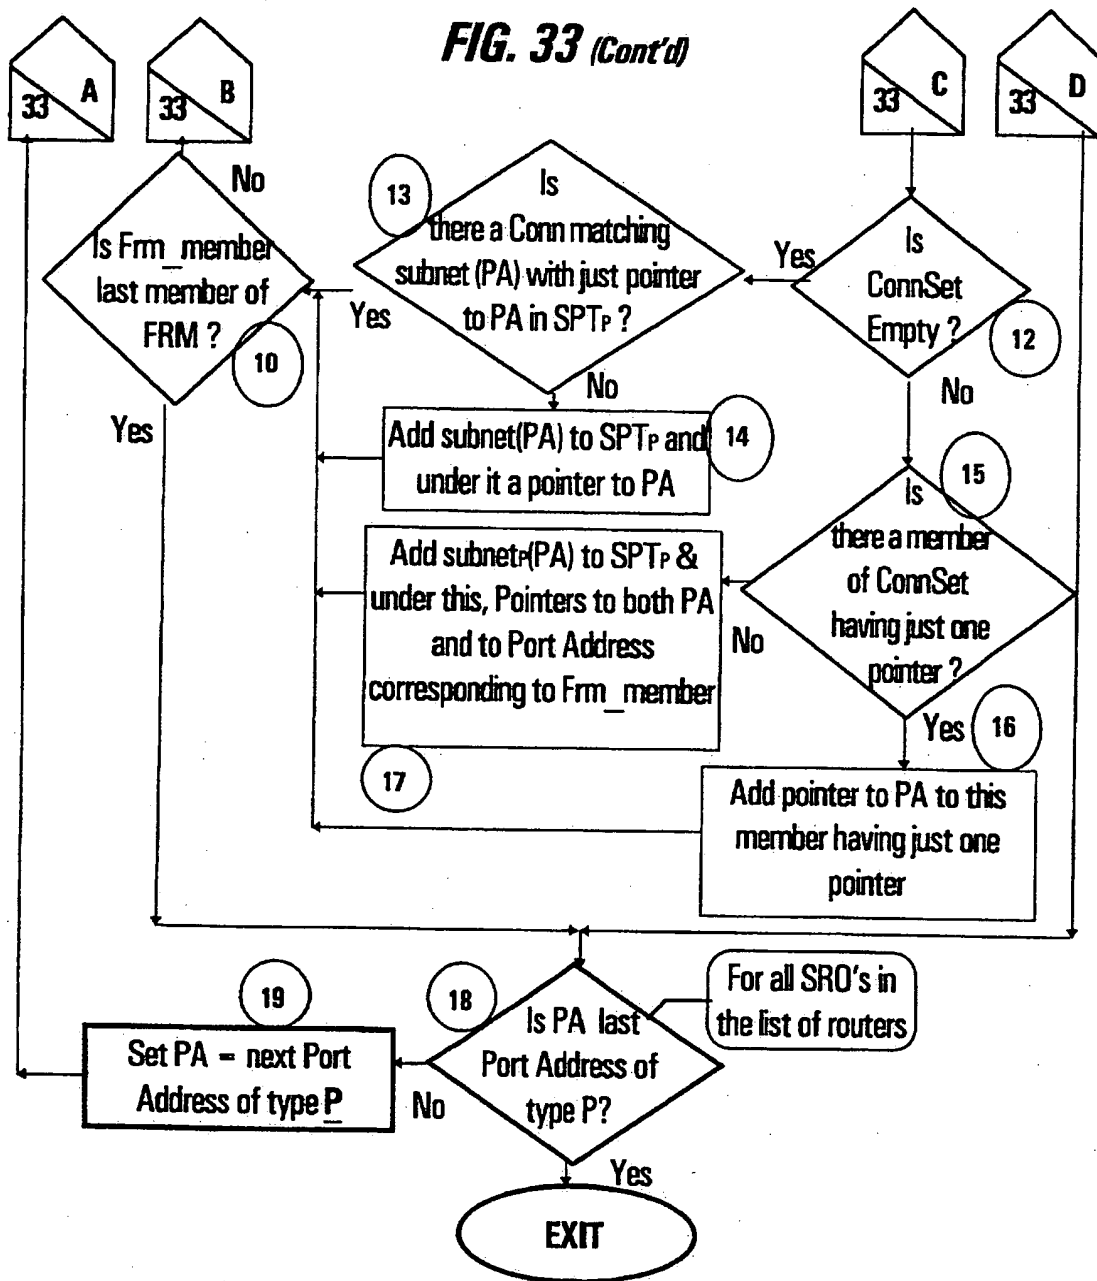 FIG. 33 (Cont'd)
33 A
33 B
33 C
33 D
No
Is Frm_member
last member of
FRM ?
10
Yes
13
Is
there a Conn matching
subnet (PA) with just pointer
to PA in SPTP ?
Yes
No
Yes
Is
ConnSet
Empty ?
12
No
Add subnet(PA) to SPTP and
under it a pointer to PA
14
15
Is
there a member
of ConnSet
having just one
pointer ?
No
Yes
Add subnetP(PA) to SPTP &
under this, Pointers to both PA
and to Port Address
corresponding to Frm_member
17
16
Add pointer to PA to this
member having just one
pointer
For all SRO's in
the list of routers
18
Is PA last
Port Address of
type P?
No
19
Set PA = next Port
Address of type P
Yes
EXIT